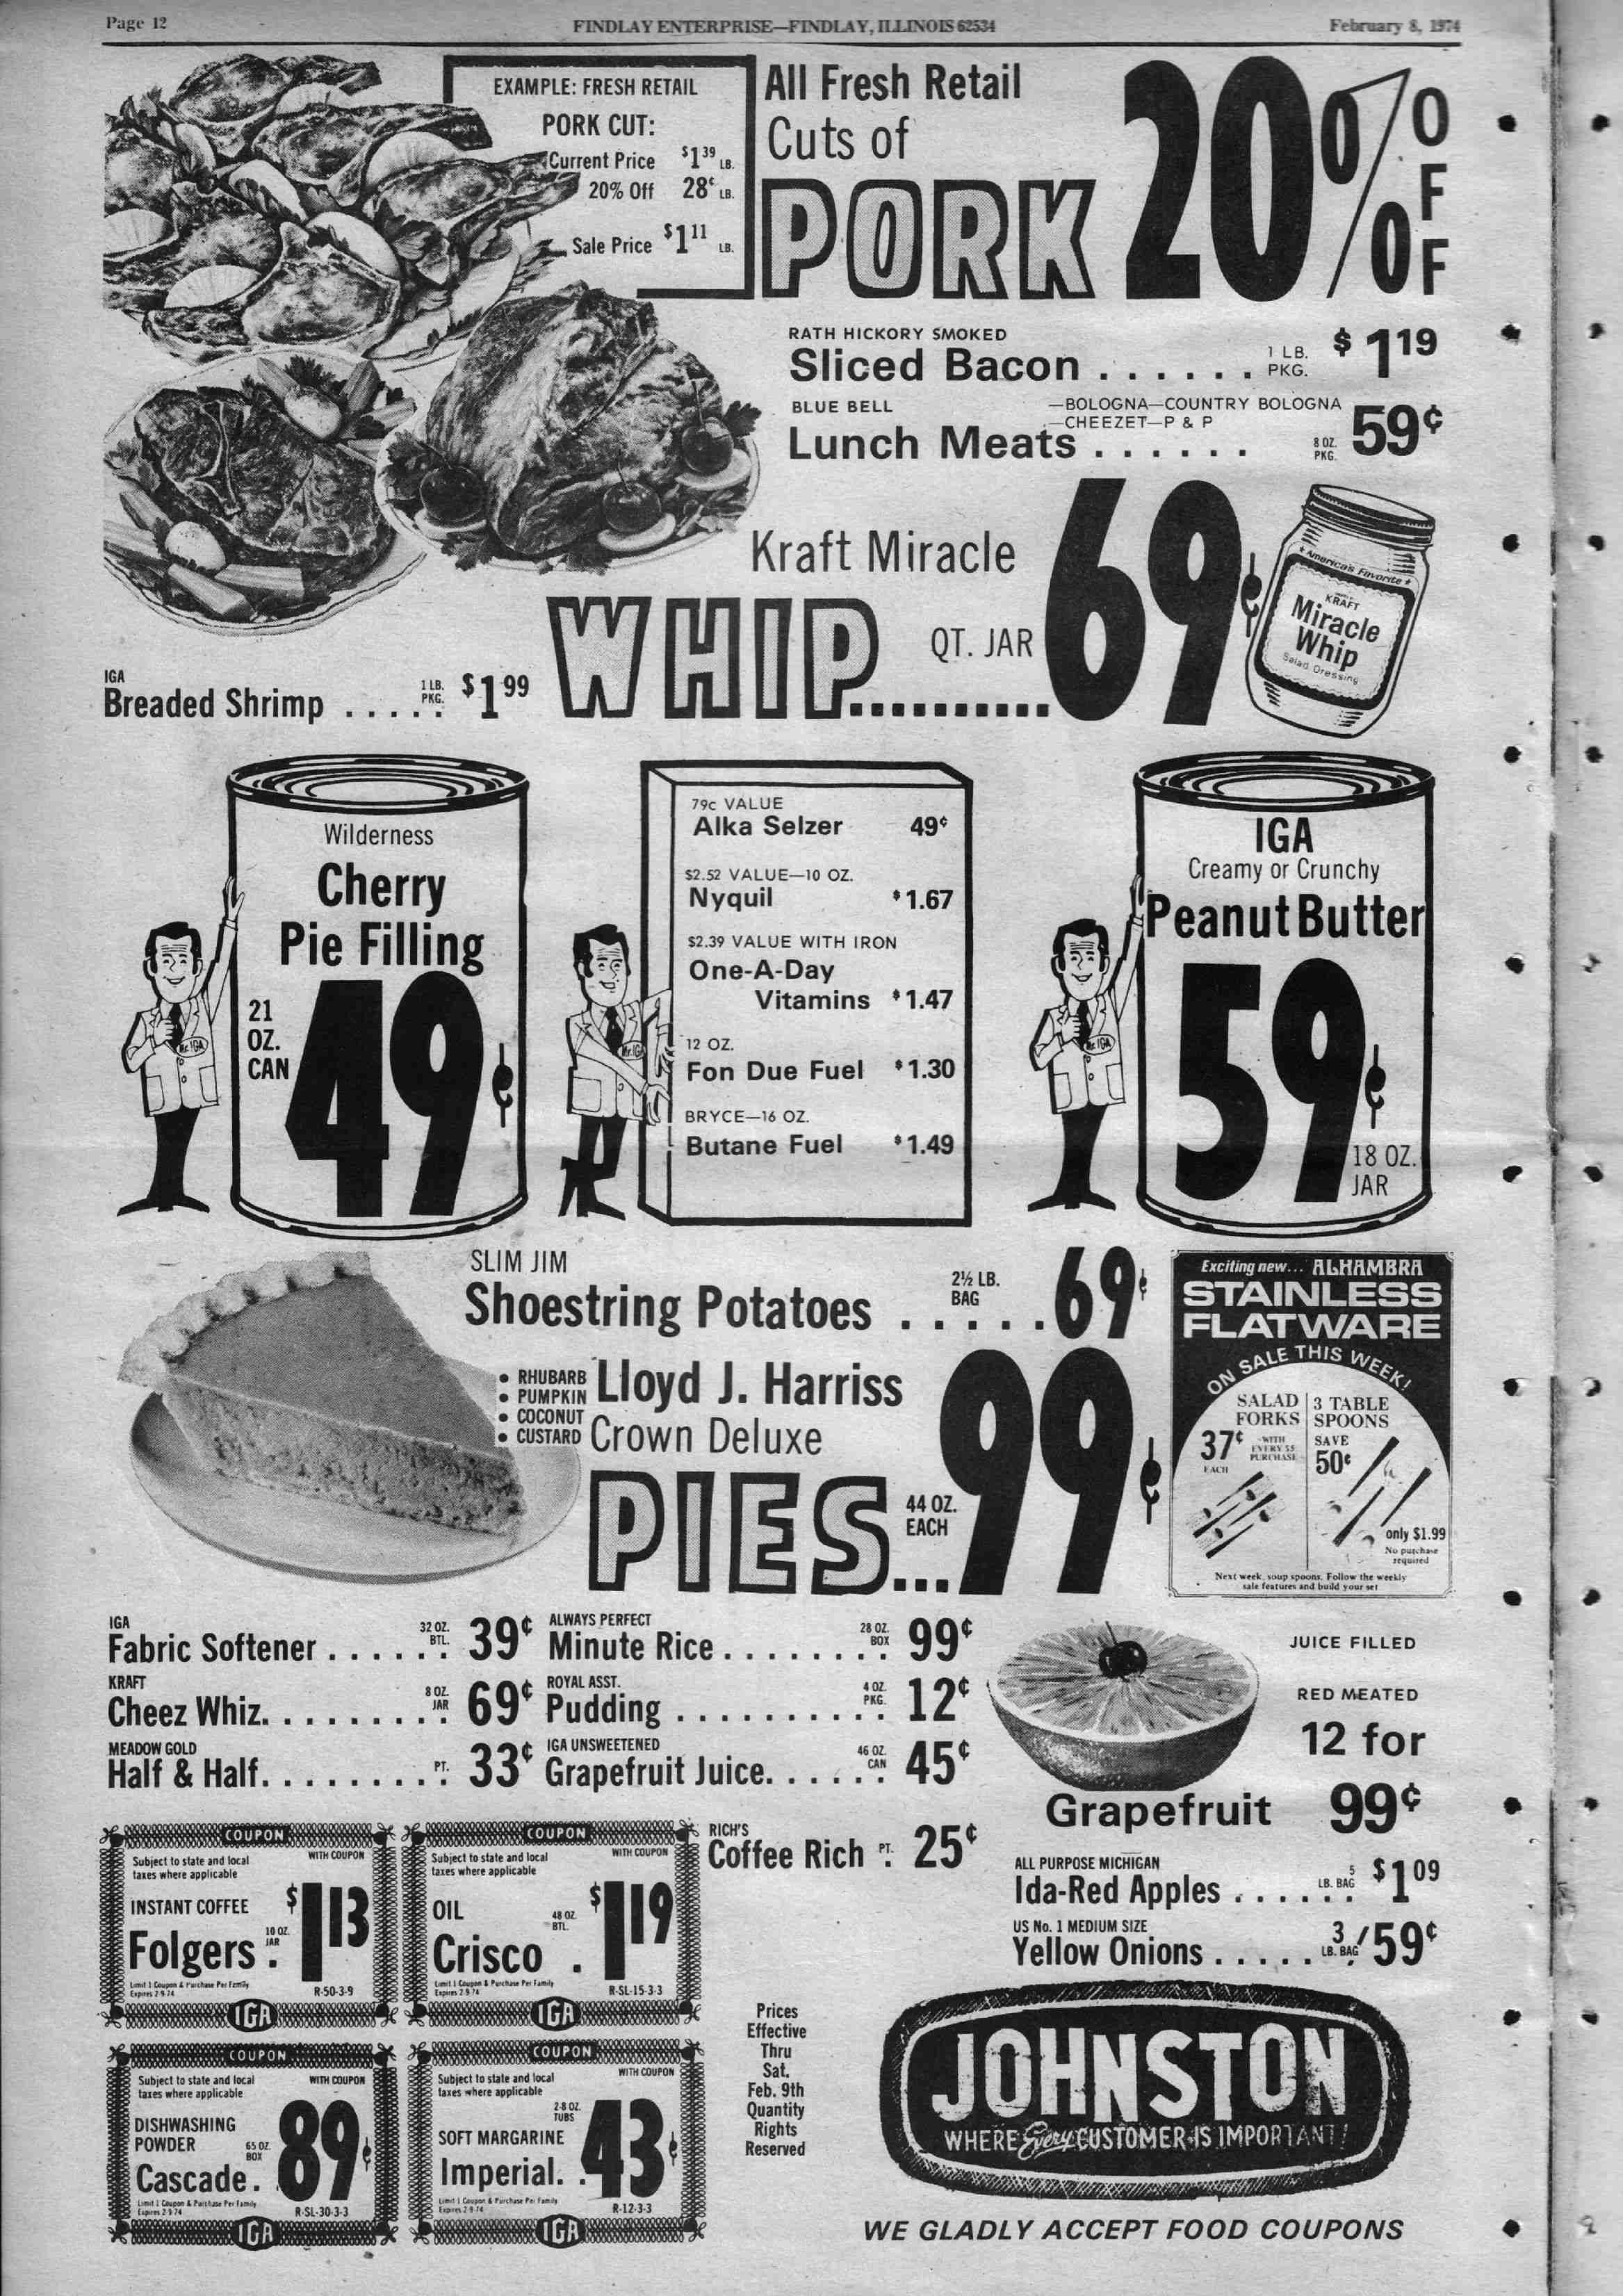 Page 12
FINDLAY ENTERPRISE—FINDLAY, ILLINOIS 62534
February 8, 1974
EXAMPLE: FRESH RETAIL
PORK CUT:
Current Price $1 39 LB.
20% Off 28¢ LB.
Sale Price $1 11 LB.
All Fresh Retail
Cuts of
PORK
20% OFF
RATH HICKORY SMOKED
Sliced Bacon . . . . . . . 1 LB. PKG. $1 19
BLUE BELL
—BOLOGNA—COUNTRY BOLOGNA
—CHEEZET—P & P
Lunch Meats . . . . . . 8 OZ. PKG. 59¢
Kraft Miracle
WHIP.......... QT. JAR 69¢
★ America's Favorite ★
KRAFT
Miracle
Whip
Salad Dressing
IGA
Breaded Shrimp . . . . . 1 LB. PKG. $1 99
Wilderness
Cherry
Pie Filling
21
OZ.
CAN
49¢
Mr. IGA
79c VALUE
Alka Selzer 49¢
$2.52 VALUE—10 OZ.
Nyquil $1.67
$2.39 VALUE WITH IRON
One-A-Day
Vitamins $1.47
12 OZ.
Fon Due Fuel $1.30
BRYCE—16 OZ.
Butane Fuel $1.49
Mr. IG
IGA
Creamy or Crunchy
Peanut Butter
59¢
18 OZ.
JAR
Mr. IGA
SLIM JIM
Shoestring Potatoes . . . . . 2½ LB. BAG 69¢
• RHUBARB
• PUMPKIN
• COCONUT
• CUSTARD
Lloyd J. Harriss
Crown Deluxe
PIES... 44 OZ. EACH 99¢
Exciting new... ALHAMBRA
STAINLESS
FLATWARE
ON SALE THIS WEEK!
SALAD
FORKS
37¢
EACH
WITH
EVERY $5
PURCHASE
3 TABLE
SPOONS
SAVE
50¢
only $1.99
No purchase
required
Next week, soup spoons. Follow the weekly
sale features and build your set
IGA
Fabric Softener . . . . . . 32 OZ. BTL. 39¢
KRAFT
Cheez Whiz. . . . . . . . . 8 OZ. JAR 69¢
MEADOW GOLD
Half & Half. . . . . . . . . PT. 33¢
ALWAYS PERFECT
Minute Rice . . . . . . . . 28 OZ. BOX 99¢
ROYAL ASST.
Pudding . . . . . . . . . . 4 OZ. PKG. 12¢
IGA UNSWEETENED
Grapefruit Juice. . . . . . 46 OZ. CAN 45¢
JUICE FILLED
RED MEATED
12 for
Grapefruit 99¢
COUPON
Subject to state and local
taxes where applicable
WITH COUPON
INSTANT COFFEE
Folgers . 10 OZ. JAR $1 13
Limit 1 Coupon & Purchase Per Family
Expires 2-9-74
R-50-3-9
IGA
COUPON
Subject to state and local
taxes where applicable
WITH COUPON
OIL
Crisco . 48 OZ. BTL. $1 19
Limit 1 Coupon & Purchase Per Family
Expires 2-9-74
R-SL-15-3-3
IGA
RICH'S
Coffee Rich PT. 25¢
ALL PURPOSE MICHIGAN
Ida-Red Apples . . . . . . 5 LB. BAG $1 09
US No. 1 MEDIUM SIZE
Yellow Onions . . . . . 3 LB. BAG/59¢
COUPON
Subject to state and local
taxes where applicable
WITH COUPON
DISHWASHING
POWDER
Cascade. 65 OZ. BOX 89¢
Limit 1 Coupon & Purchase Per Family
Expires 2-9-74
R-SL-30-3-3
IGA
COUPON
Subject to state and local
taxes where applicable
WITH COUPON
2-8 OZ.
TUBS
SOFT MARGARINE
Imperial. . 43¢
Limit 1 Coupon & Purchase Per Family
Expires 2-9-74
R-12-3-3
IGA
Prices
Effective
Thru
Sat.
Feb. 9th
Quantity
Rights
Reserved
JOHNSTON
WHERE Every CUSTOMER IS IMPORTANT!
WE GLADLY ACCEPT FOOD COUPONS